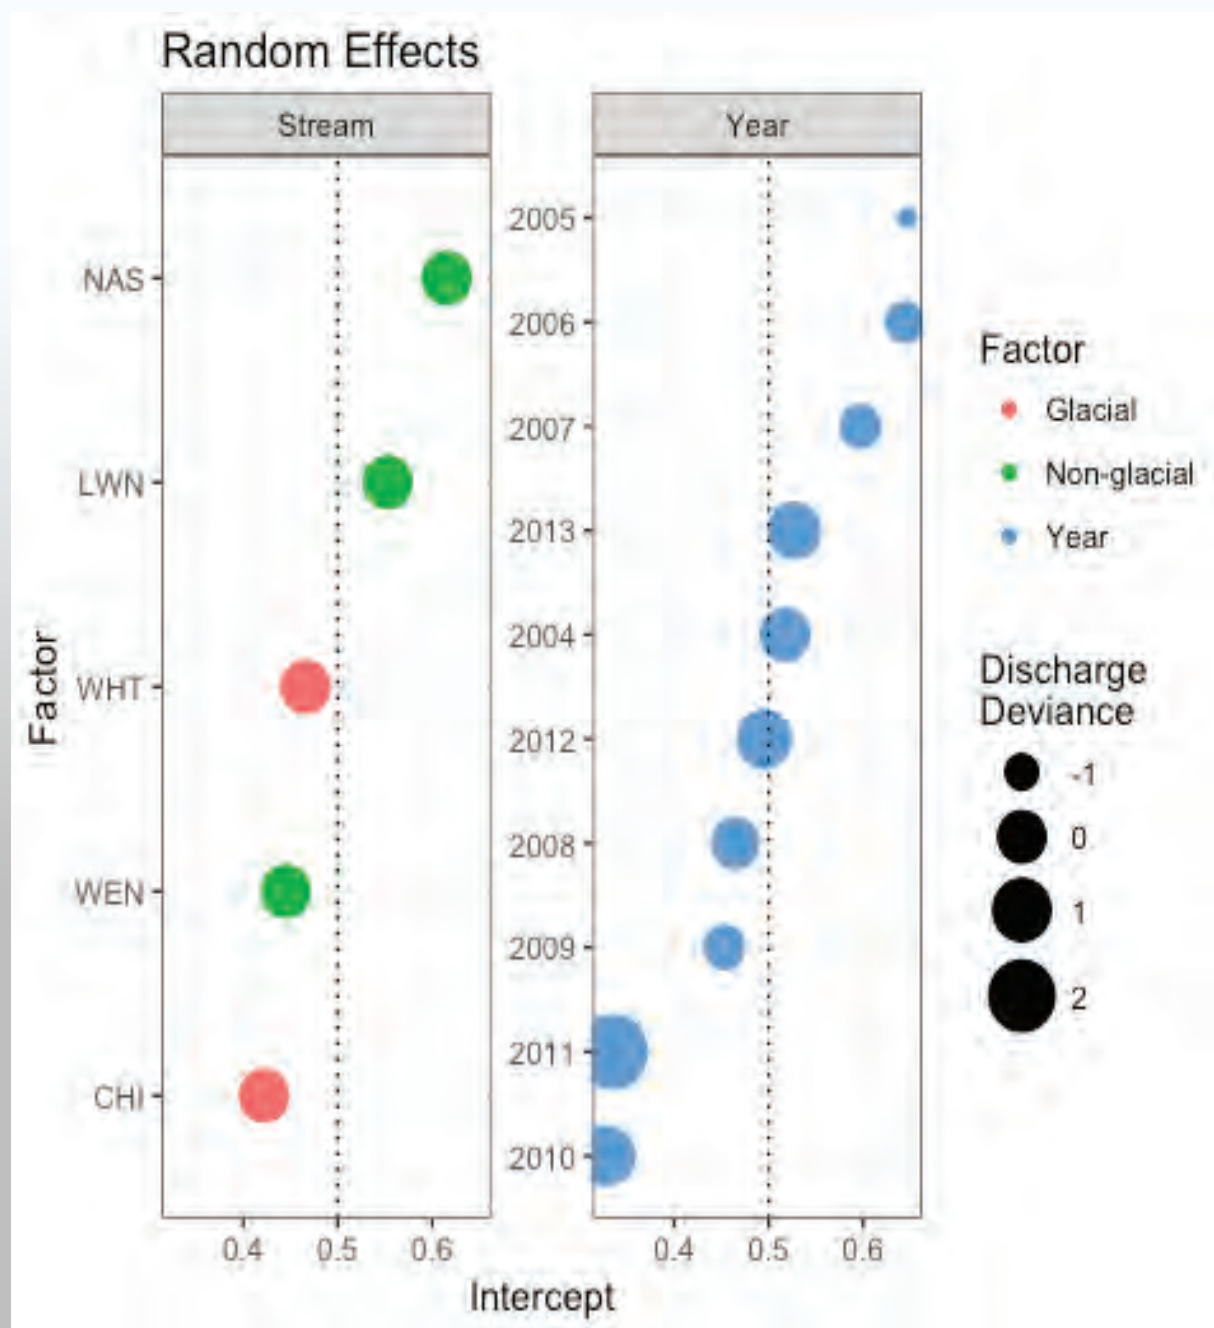 Random Effects
Stream
Year
Factor
NAS
LWN
WHT
WEN
CHI
2005
2006
2007
2013
2004
2012
2008
2009
2011
2010
0.4 0.5 0.6
0.4 0.5 0.6
Intercept
Factor
Glacial
Non-glacial
Year
Discharge
Deviance
-1
0
1
2